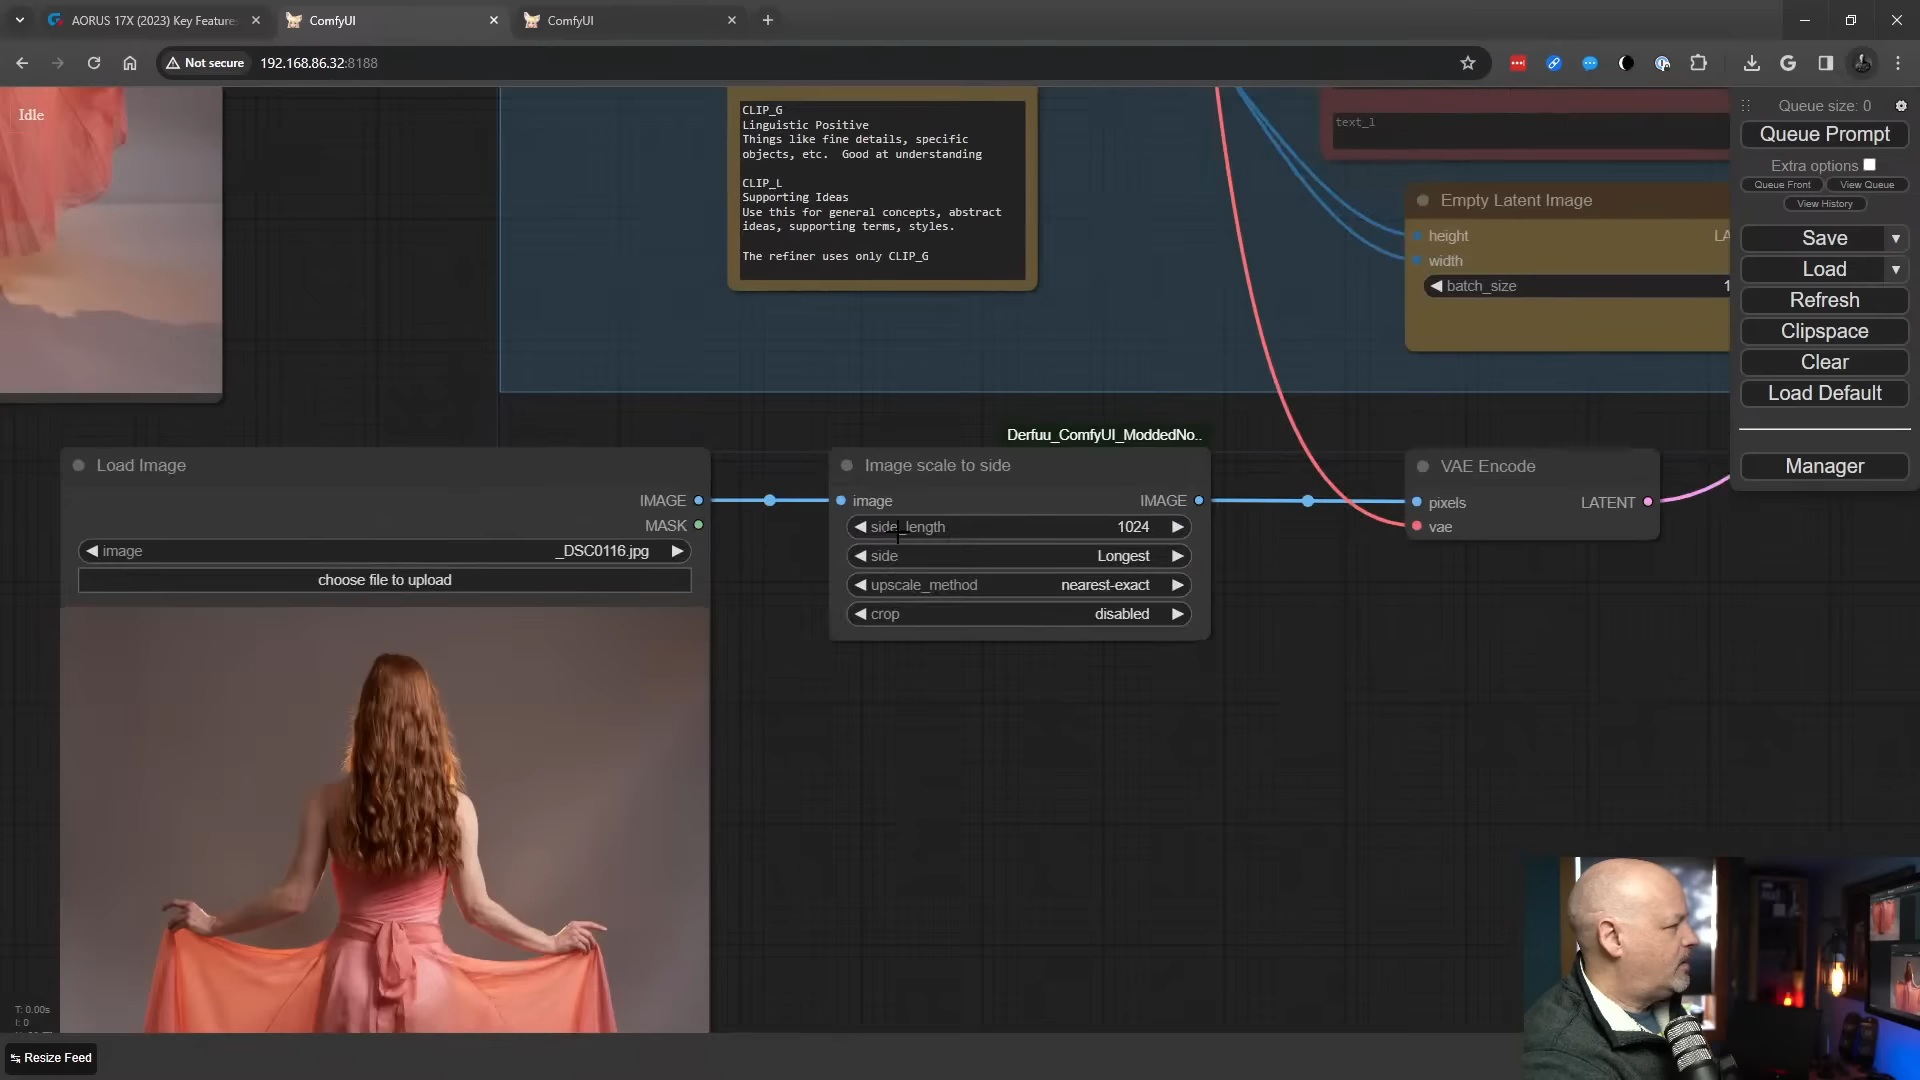 AORUS 17X (2023) Key Feature
ComfyUI
ComfyUI
Not secure
192.168.86.32:8188
Idle
CLIP_G
Linguistic Positive
Things like fine details, specific
objects, etc.  Good at understanding
CLIP_L
Supporting Ideas
Use this for general concepts, abstract
ideas, supporting terms, styles.
The refiner uses only CLIP_G
text_l
Empty Latent Image
height
LA
width
batch_size
1
Queue size: 0
Queue Prompt
Extra options
Queue Front
View Queue
View History
Save
Load
Refresh
Clipspace
Clear
Load Default
Manager
Load Image
IMAGE
MASK
image
_DSC0116.jpg
choose file to upload
Derfuu_ComfyUI_ModdedNo..
Image scale to side
image
IMAGE
side_length
1024
side
Longest
upscale_method
nearest-exact
crop
disabled
VAE Encode
pixels
LATENT
vae
T: 0.00s
I: 0
Resize Feed